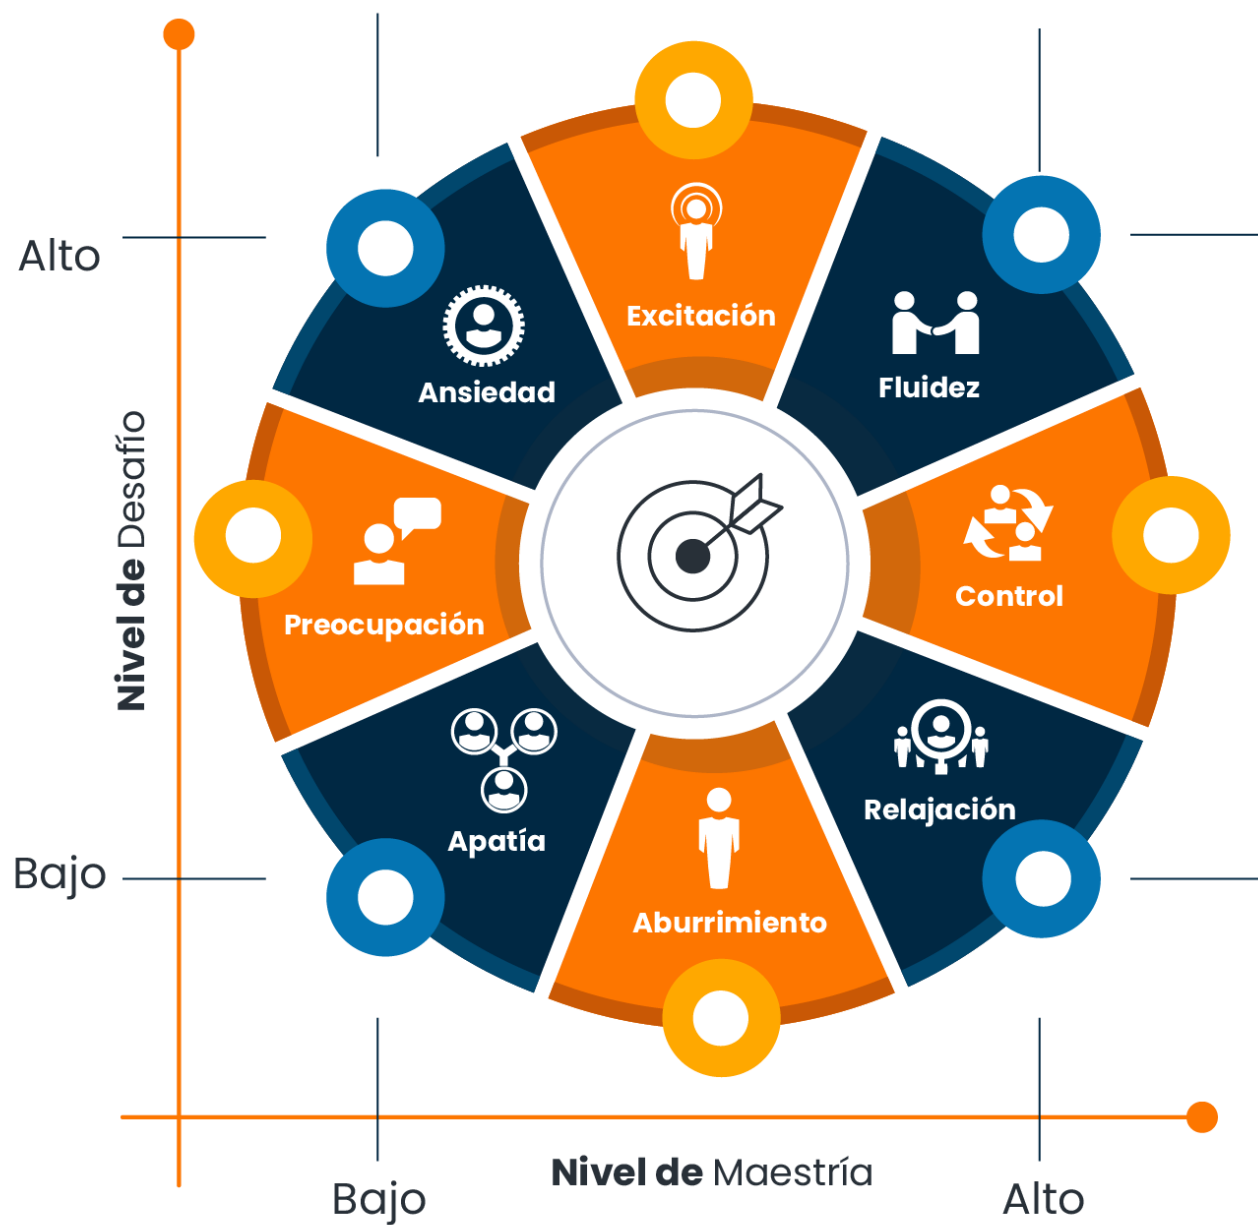 Alto
Excitación
Fluidez
Ansiedad
Nivel de Desafío
Control
Preocupación
Relajación
Apatía
Bajo
Aburrimiento
Nivel de Maestría
Bajo
Alto